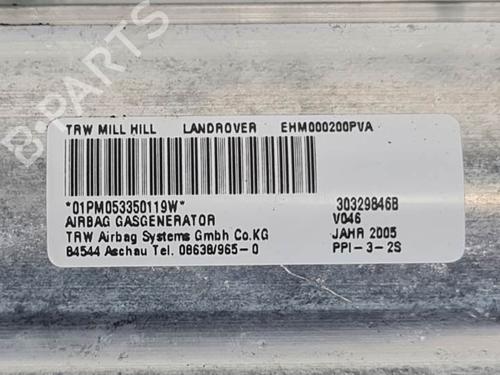 B-PARTS
TRW MILL HILL LANDROVER EHM000200PVA
*01PM053350119W* 30329846B
AIRBAG GASGENERATOR V046
TRW Airbag Systems Gmbh Co.KG JAHR 2005
84544 Aschau Tel. 08638/965-0 PPI-3-2S